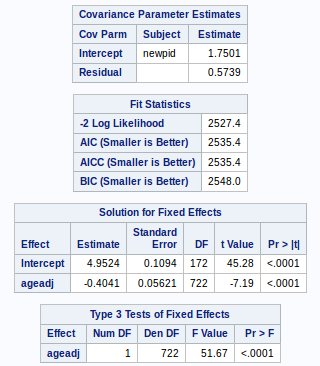 Covariance Parameter Estimates
Cov Parm Subject Estimate
Intercept newpid 1.7501
Residual 0.5739
Fit Statistics
-2 Log Likelihood 2527.4
AIC (Smaller is Better) 2535.4
AICC (Smaller is Better) 2535.4
BIC (Smaller is Better) 2548.0
Solution for Fixed Effects
Effect Estimate Standard Error DF t Value Pr > |t|
Intercept 4.9524 0.1094 172 45.28 <.0001
ageadj -0.4041 0.05621 722 -7.19 <.0001
Type 3 Tests of Fixed Effects
Effect Num DF Den DF F Value Pr > F
ageadj 1 722 51.67 <.0001